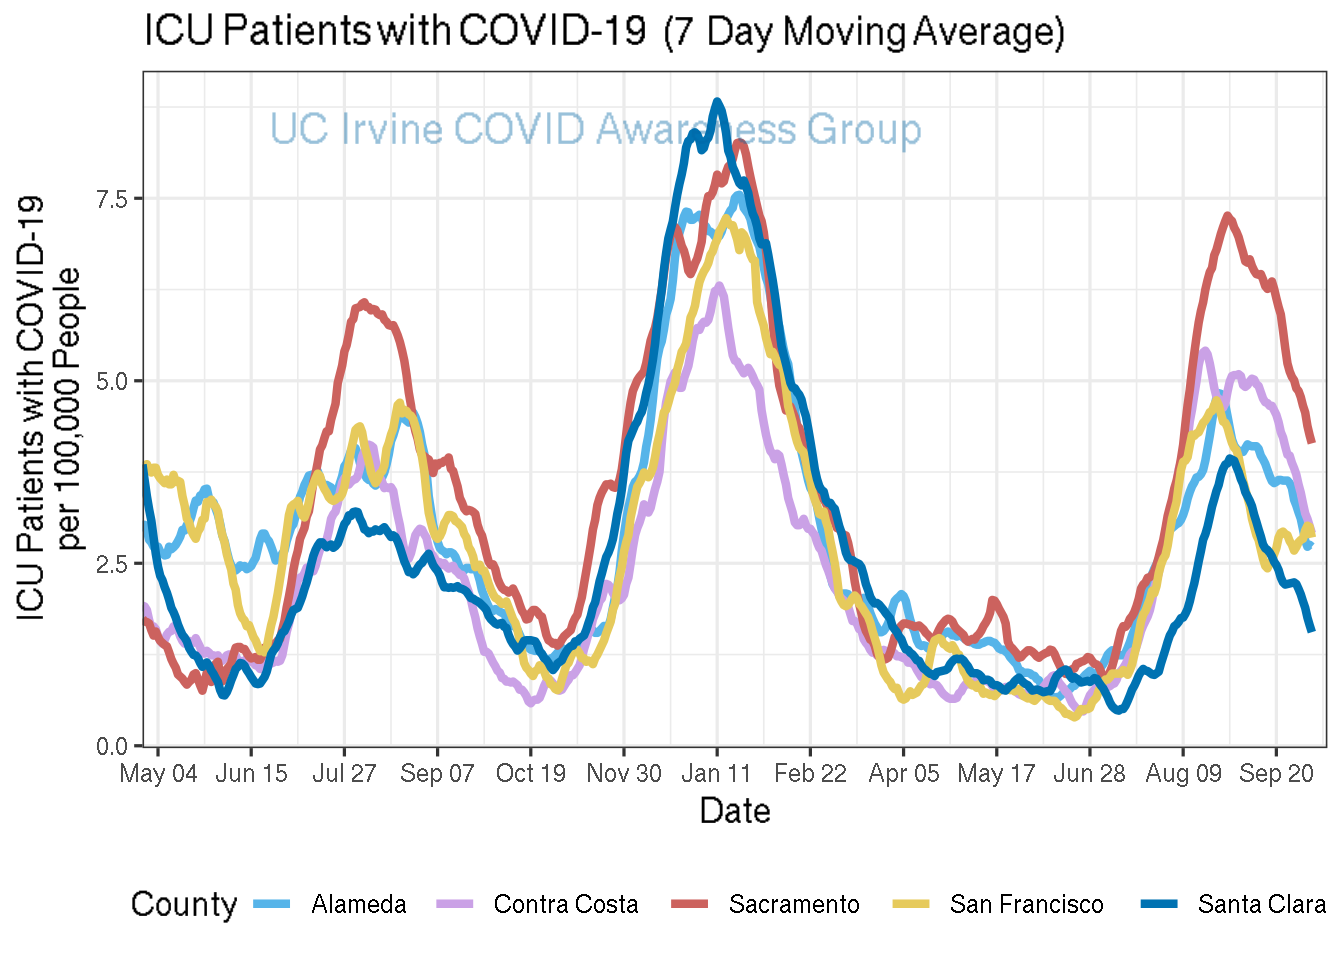 ICU Patients with COVID-19 (7 Day Moving Average)
UC Irvine COVID Awareness Group
ICU Patients with COVID-19
per 100,000 People
7.5
5.0
2.5
0.0
May 04 Jun 15 Jul 27 Sep 07 Oct 19 Nov 30 Jan 11 Feb 22 Apr 05 May 17 Jun 28 Aug 09 Sep 20
Date
County Alameda Contra Costa Sacramento San Francisco Santa Clara